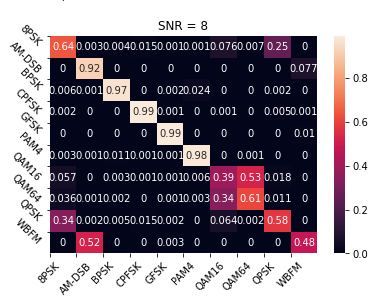 SNR = 8
8PSK 0.64 0.003 0.004 0.015 0.001 0.001 0.076 0.007 0.25 0
AM-DSB 0 0.92 0 0 0 0 0 0 0 0.077
BPSK 0.006 0.001 0.97 0 0.002 0.024 0 0 0.002 0
CPFSK 0.002 0 0 0.99 0.001 0 0.001 0 0.005 0.001
GFSK 0 0 0 0 0.99 0 0 0 0 0.01
PAM4 0.003 0.001 0.011 0.001 0 0.98 0 0.001 0 0
QAM16 0.057 0 0.003 0.001 0.001 0.006 0.39 0.53 0.018 0
QAM64 0.036 0.001 0.002 0 0.001 0.003 0.34 0.61 0.011 0
QPSK 0.34 0.002 0.005 0.015 0.002 0 0.064 0.002 0.58 0
WBFM 0 0.52 0 0 0.003 0 0 0 0 0.48
8PSK AM-DSB BPSK CPFSK GFSK PAM4 QAM16 QAM64 QPSK WBFM
0.8
0.6
0.4
0.2
0.0